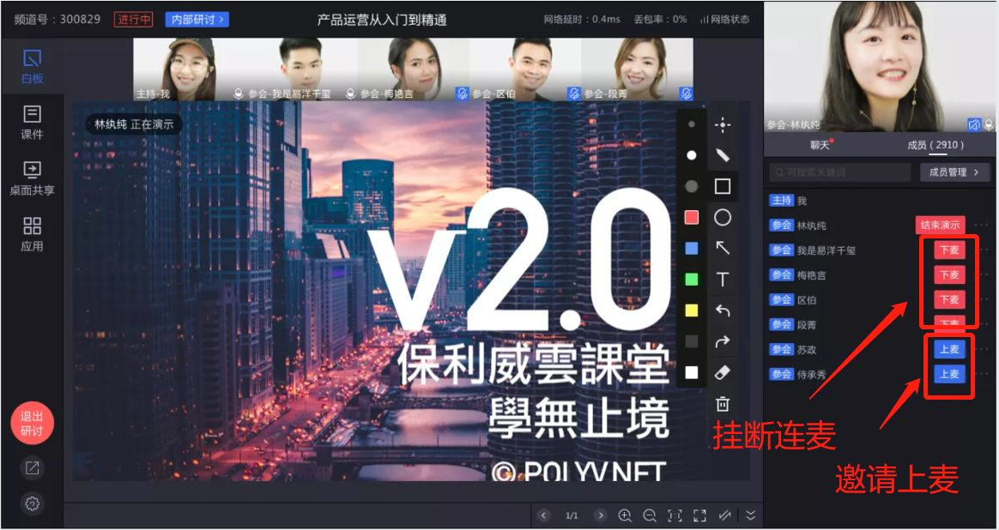 频道号：300829 进行中 内部研讨 › 产品运营从入门到精通 网络延时：0.4ms 丢包率：0% 网络状态
白板
课件
桌面共享
应用
退出
研讨
主持-我
参会-我是易洋千玺
参会-梅艳言
参会-区伯
参会-段菁
林纨纯 正在演示
v2.0
保利威雲課堂
學無止境
© POLYV.NET
T
1/1
参会-林纨纯
聊天 成员（2910）
可搜索关键词 成员管理 ›
主持 我
参会 林纨纯 结束演示
参会 我是易洋千玺 下麦
参会 梅艳言 下麦
参会 区伯 下麦
参会 段菁 下麦
参会 苏政 上麦
参会 侍承秀 上麦
挂断连麦
邀请上麦